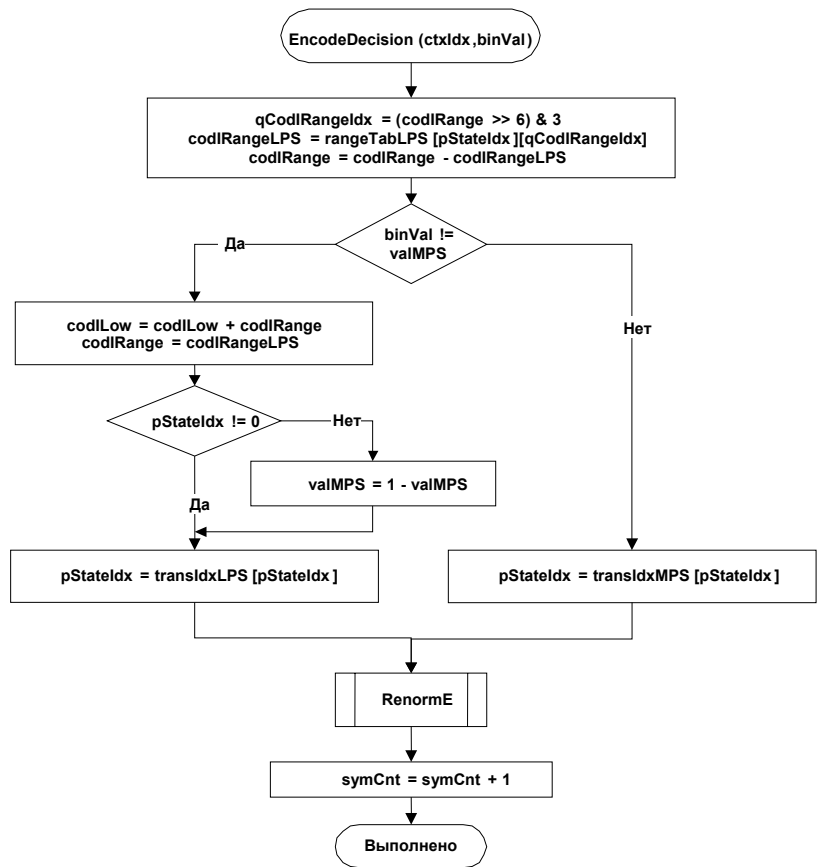 EncodeDecision (ctxIdx,binVal)
qCodIRangeIdx = (codIRange >> 6) & 3
codIRangeLPS = rangeTabLPS [pStateIdx][qCodIRangeIdx]
codIRange = codIRange - codIRangeLPS
binVal !=
valMPS
Да
Нет
codILow = codILow + codIRange
codIRange = codIRangeLPS
pStateIdx != 0
Нет
valMPS = 1 - valMPS
Да
pStateIdx = transIdxLPS [pStateIdx]
pStateIdx = transIdxMPS [pStateIdx]
RenormE
symCnt = symCnt + 1
Выполнено